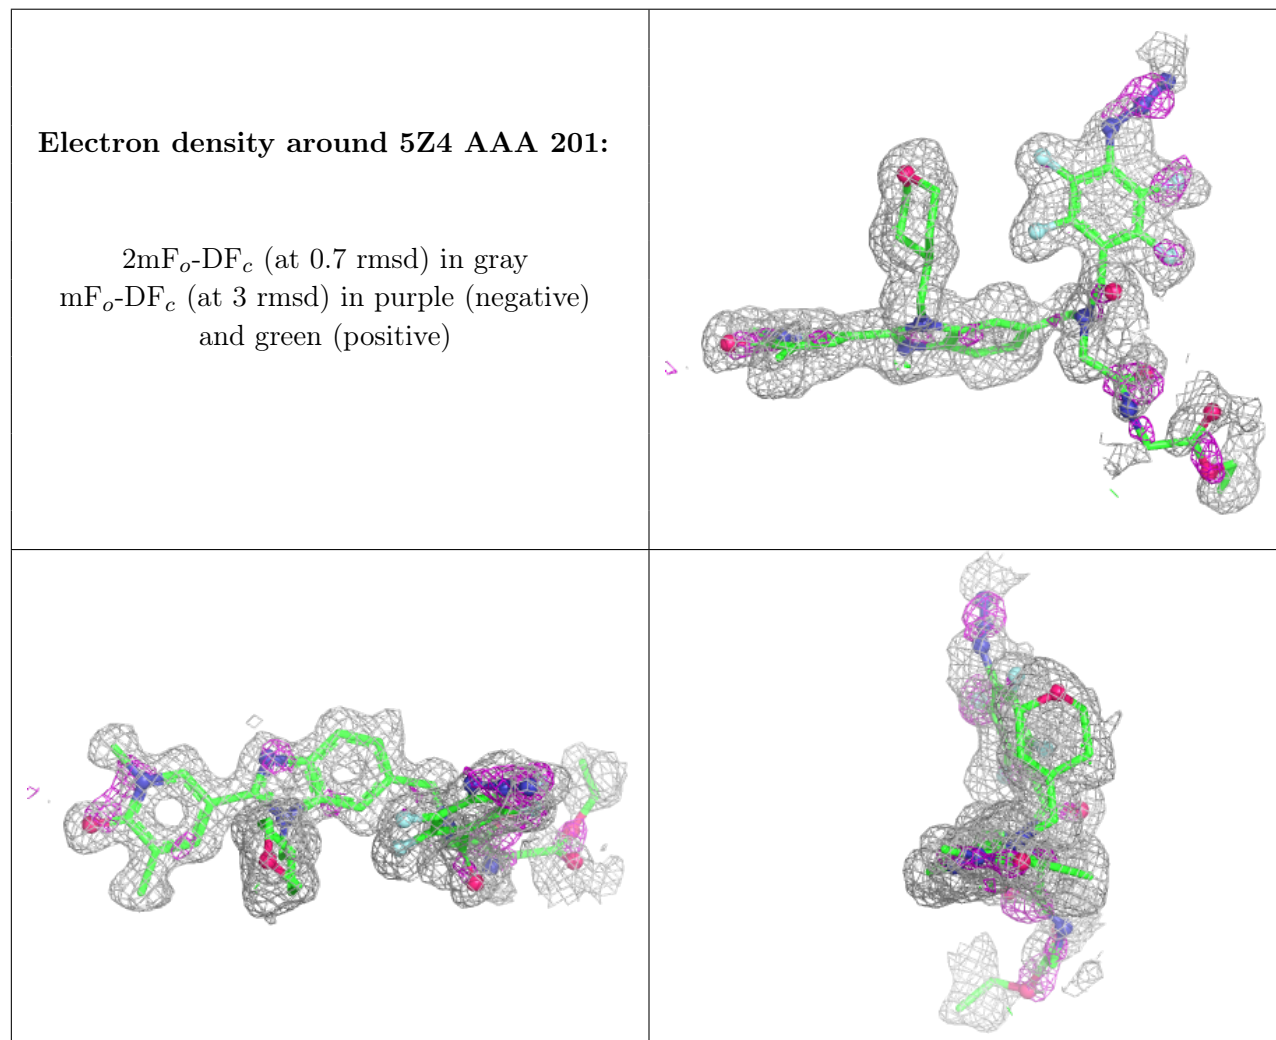 Electron density around 5Z4 AAA 201:
2mFo-DFc (at 0.7 rmsd) in gray
mFo-DFc (at 3 rmsd) in purple (negative)
and green (positive)